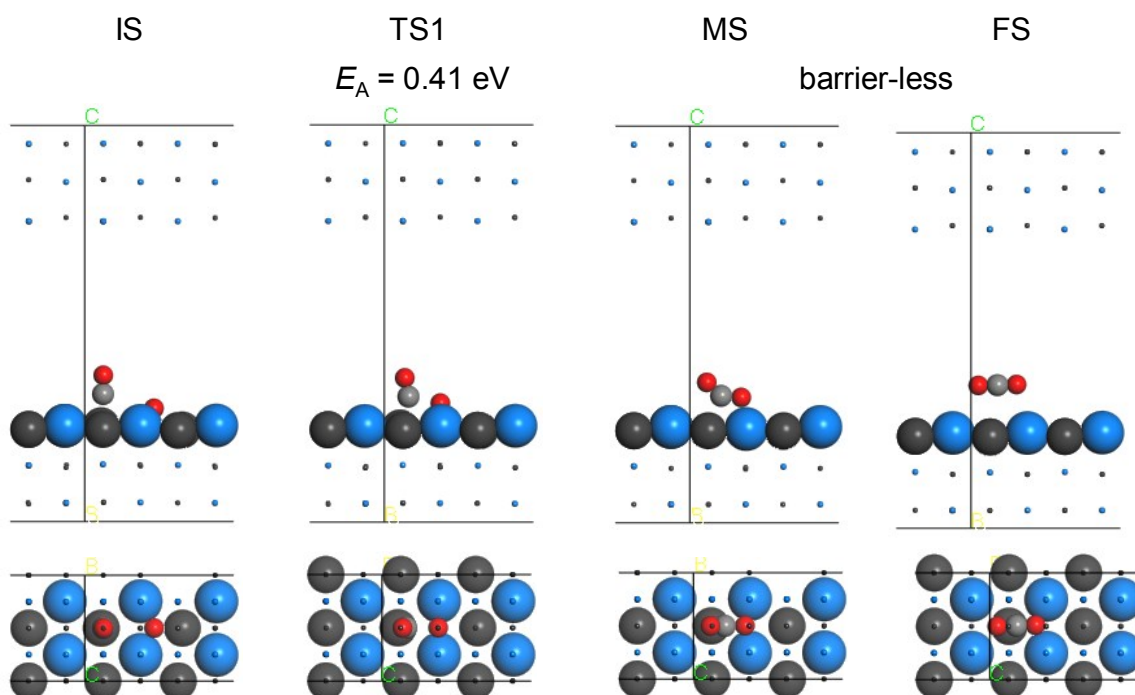 IS TS1 MS FS
E_A = 0.41 eV barrier-less
C C C C
B B
B
C C C C